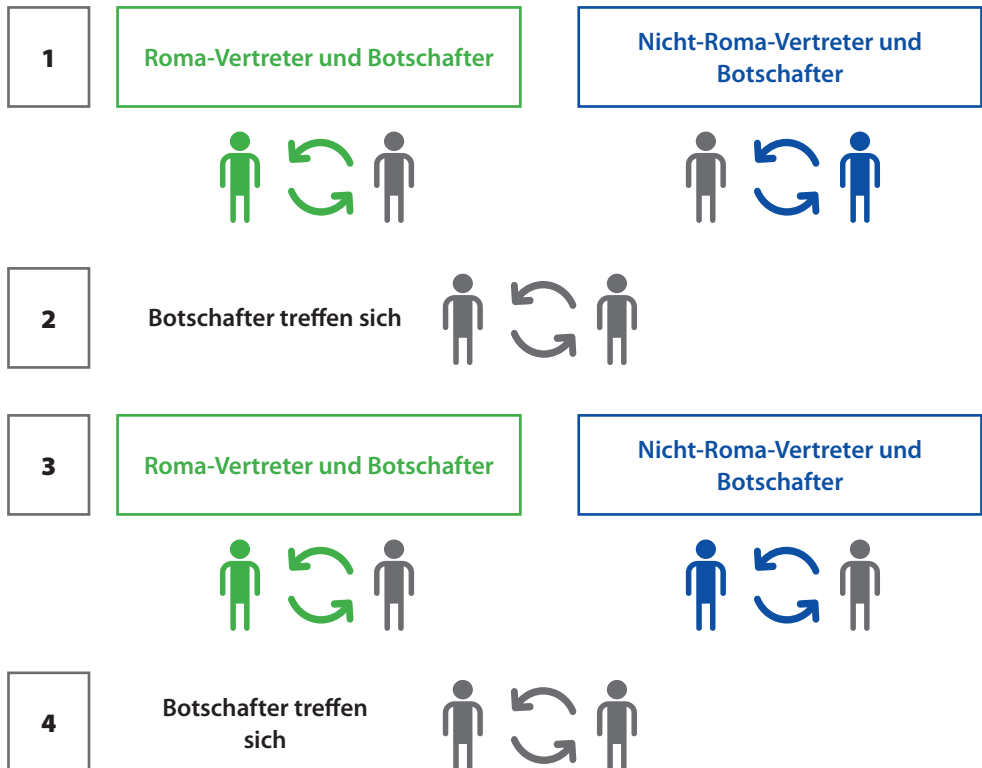 1
Roma-Vertreter und Botschafter
Nicht-Roma-Vertreter und
Botschafter
2
Botschafter treffen sich
3
Roma-Vertreter und Botschafter
Nicht-Roma-Vertreter und
Botschafter
4
Botschafter treffen
sich